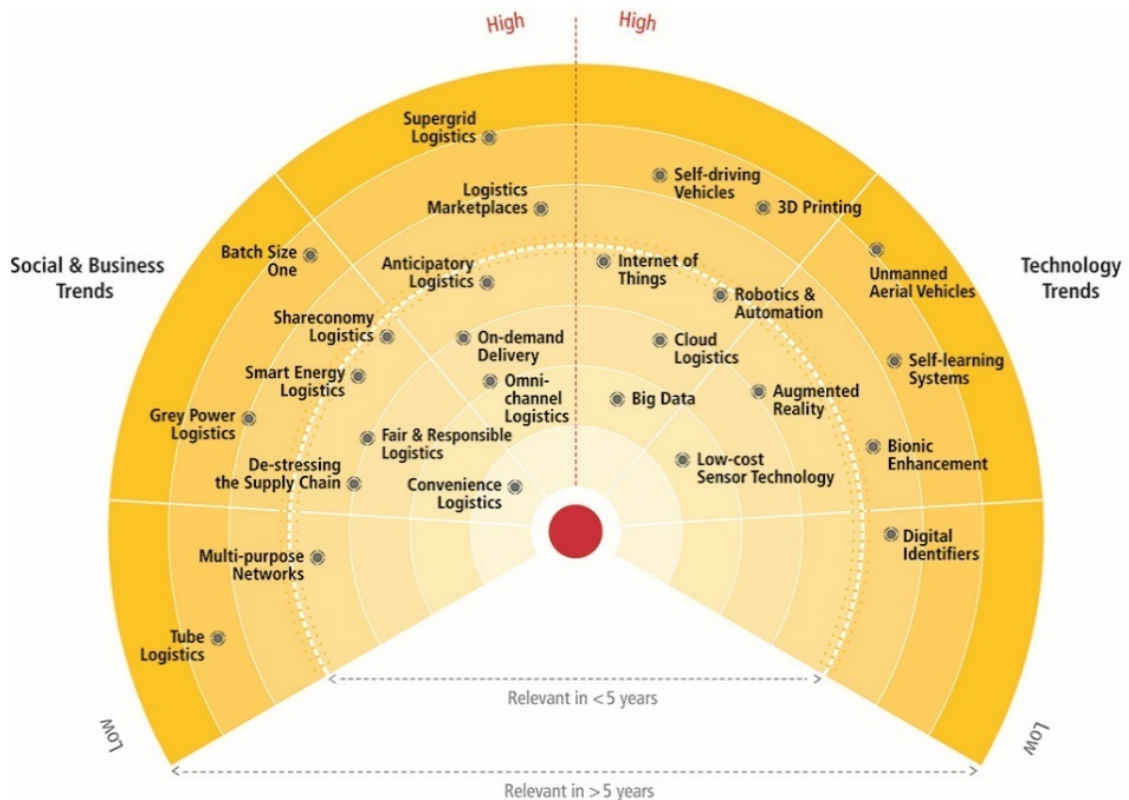 High
High
Supergrid
Logistics
Self-driving
Vehicles
Logistics
Marketplaces
3D Printing
Batch Size
One
Social & Business
Trends
Anticipatory
Logistics
Internet of
Things
Unmanned
Aerial Vehicles
Technology
Trends
Robotics &
Automation
Shareconomy
Logistics
On-demand
Delivery
Cloud
Logistics
Self-learning
Systems
Smart Energy
Logistics
Omni-
channel
Logistics
Big Data
Augmented
Reality
Grey Power
Logistics
Fair & Responsible
Logistics
Bionic
Enhancement
De-stressing
the Supply Chain
Convenience
Logistics
Low-cost
Sensor Technology
Multi-purpose
Networks
Digital
Identifiers
Tube
Logistics
Relevant in <5 years
Low
Low
Relevant in >5 years